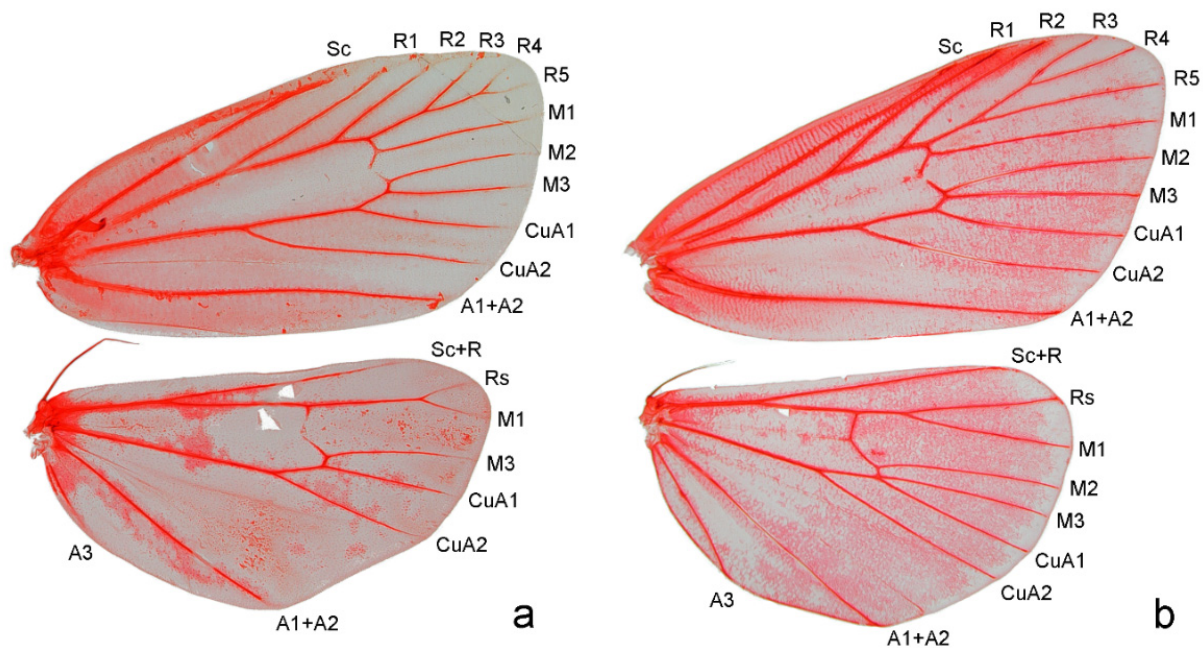 Sc
R1
R2
R3
R4
R5
M1
M2
M3
CuA1
CuA2
A1+A2
Sc+R
Rs
M1
M3
CuA1
CuA2
A1+A2
A3
a
Sc
R1
R2
R3
R4
R5
M1
M2
M3
CuA1
CuA2
A1+A2
Sc+R
Rs
M1
M2
M3
CuA1
CuA2
A1+A2
A3
b